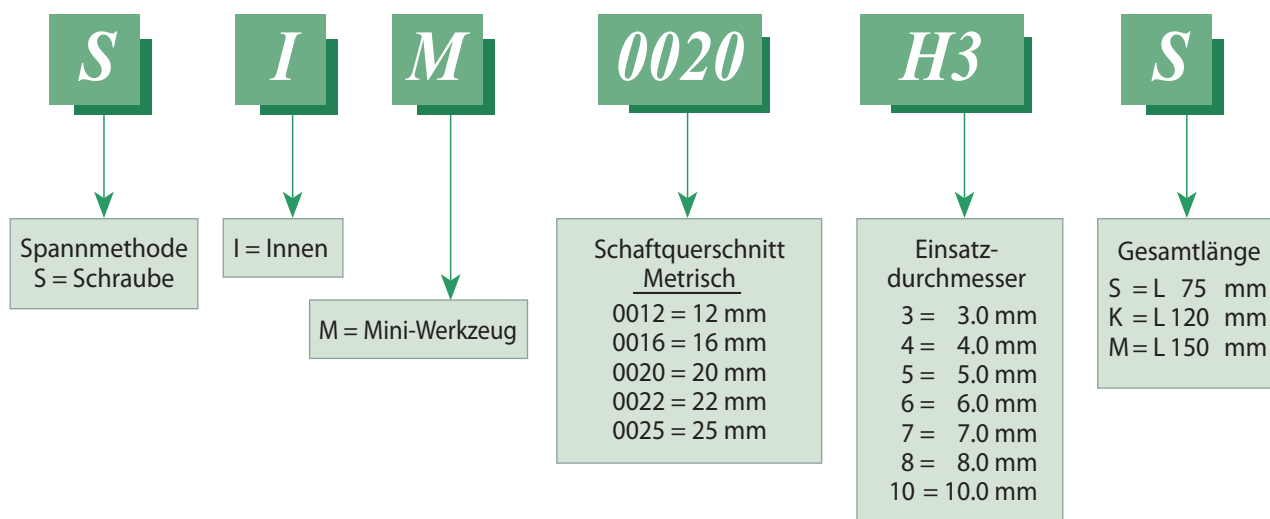 S I M 0020 H3 S
Spannmethode
S = Schraube
I = Innen
M = Mini-Werkzeug
Schaftquerschnitt
Metrisch
0012 = 12 mm
0016 = 16 mm
0020 = 20 mm
0022 = 22 mm
0025 = 25 mm
Einsatz-
durchmesser
3 = 3.0 mm
4 = 4.0 mm
5 = 5.0 mm
6 = 6.0 mm
7 = 7.0 mm
8 = 8.0 mm
10 = 10.0 mm
Gesamtlänge
S = L 75 mm
K = L 120 mm
M = L 150 mm